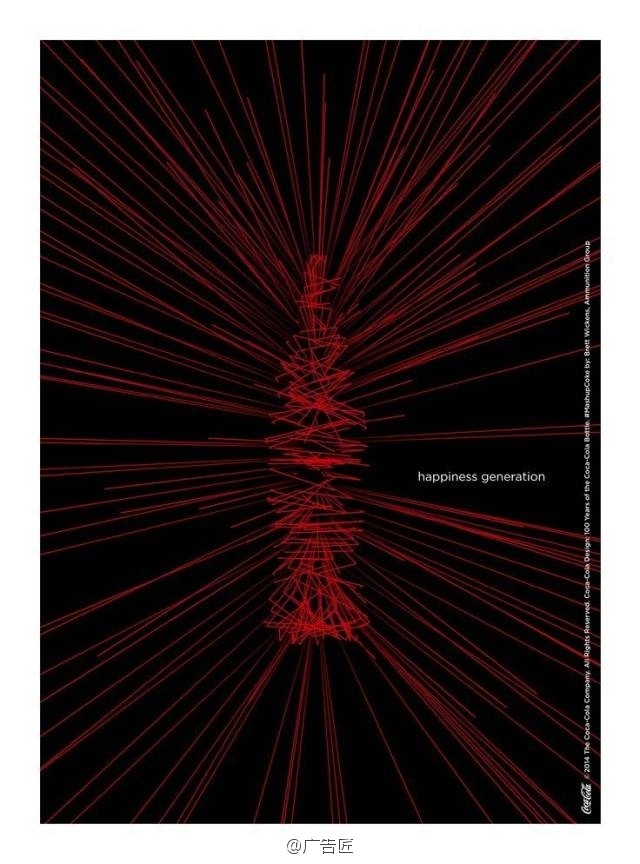 happiness generation
Coca-Cola © 2014 The Coca-Cola Company. All Rights Reserved. Coca-Cola Design: 100 Years of the Coca-Cola Bottle. #MashupCoke by: Brett Wickens, Ammunition Group
@广告匠